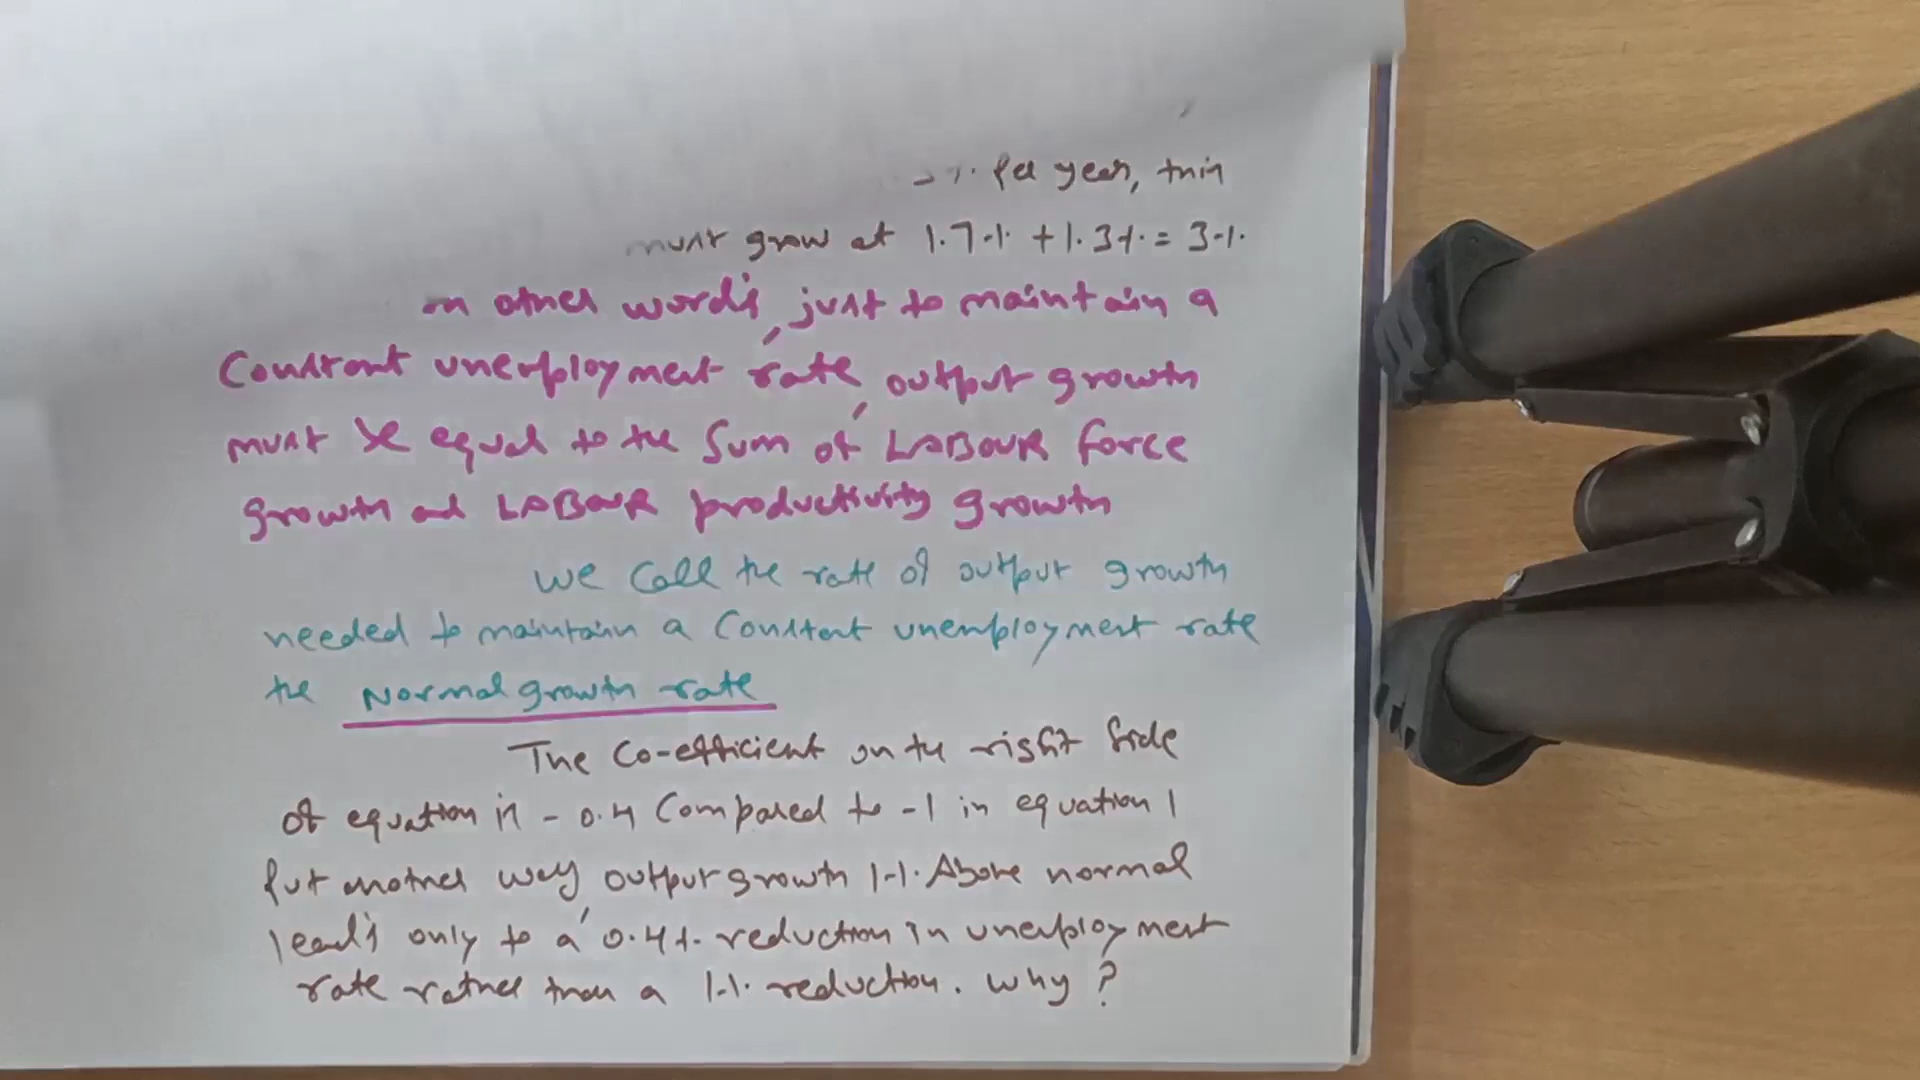 % per year, this
must grow at 1.7% + 1.3% = 3%.
in other words, just to maintain a
Constant unemployment rate, output growth
must be equal to the Sum of LABOUR force
growth and LABOUR productivity growth
we call the rate of output growth
needed to maintain a Constant unemployment rate
the Normal growth rate
The Co-efficient on the right Side
of equation is - 0.4 Compared to -1 in equation 1
Put another way, output growth 1% Above normal
leads only to a 0.4% reduction in unemployment
rate rather than a 1% reduction. Why?